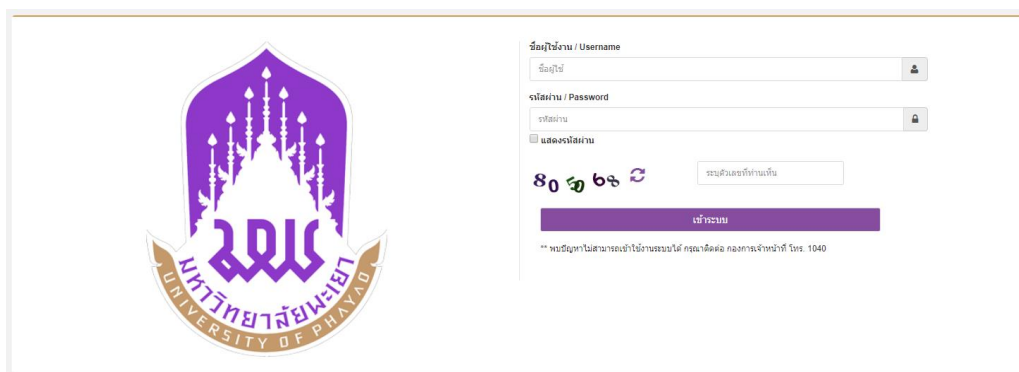 มหาวิทยาลัยพะเยา
UNIVERSITY OF PHAYAO
ชื่อผู้ใช้งาน / Username
ชื่อผู้ใช้
รหัสผ่าน / Password
รหัสผ่าน
แสดงรหัสผ่าน
ระบุตัวเลขที่ท่านเห็น
เข้าระบบ
** พบปัญหาไม่สามารถเข้าใช้งานระบบได้ กรุณาติดต่อ กองการเจ้าหน้าที่ โทร. 1040